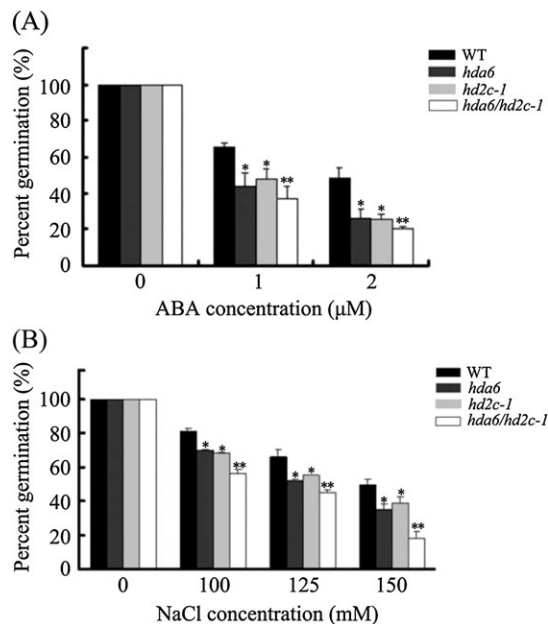 (A)
WT
hda6
hd2c-1
hda6/hd2c-1
Percent germination (%)
100
80
60
40
20
0
* * **
* * **
0 1 2
ABA concentration (μM)
(B)
WT
hda6
hd2c-1
hda6/hd2c-1
Percent germination (%)
100
80
60
40
20
0
* * **
* * **
* * **
0 100 125 150
NaCl concentration (mM)